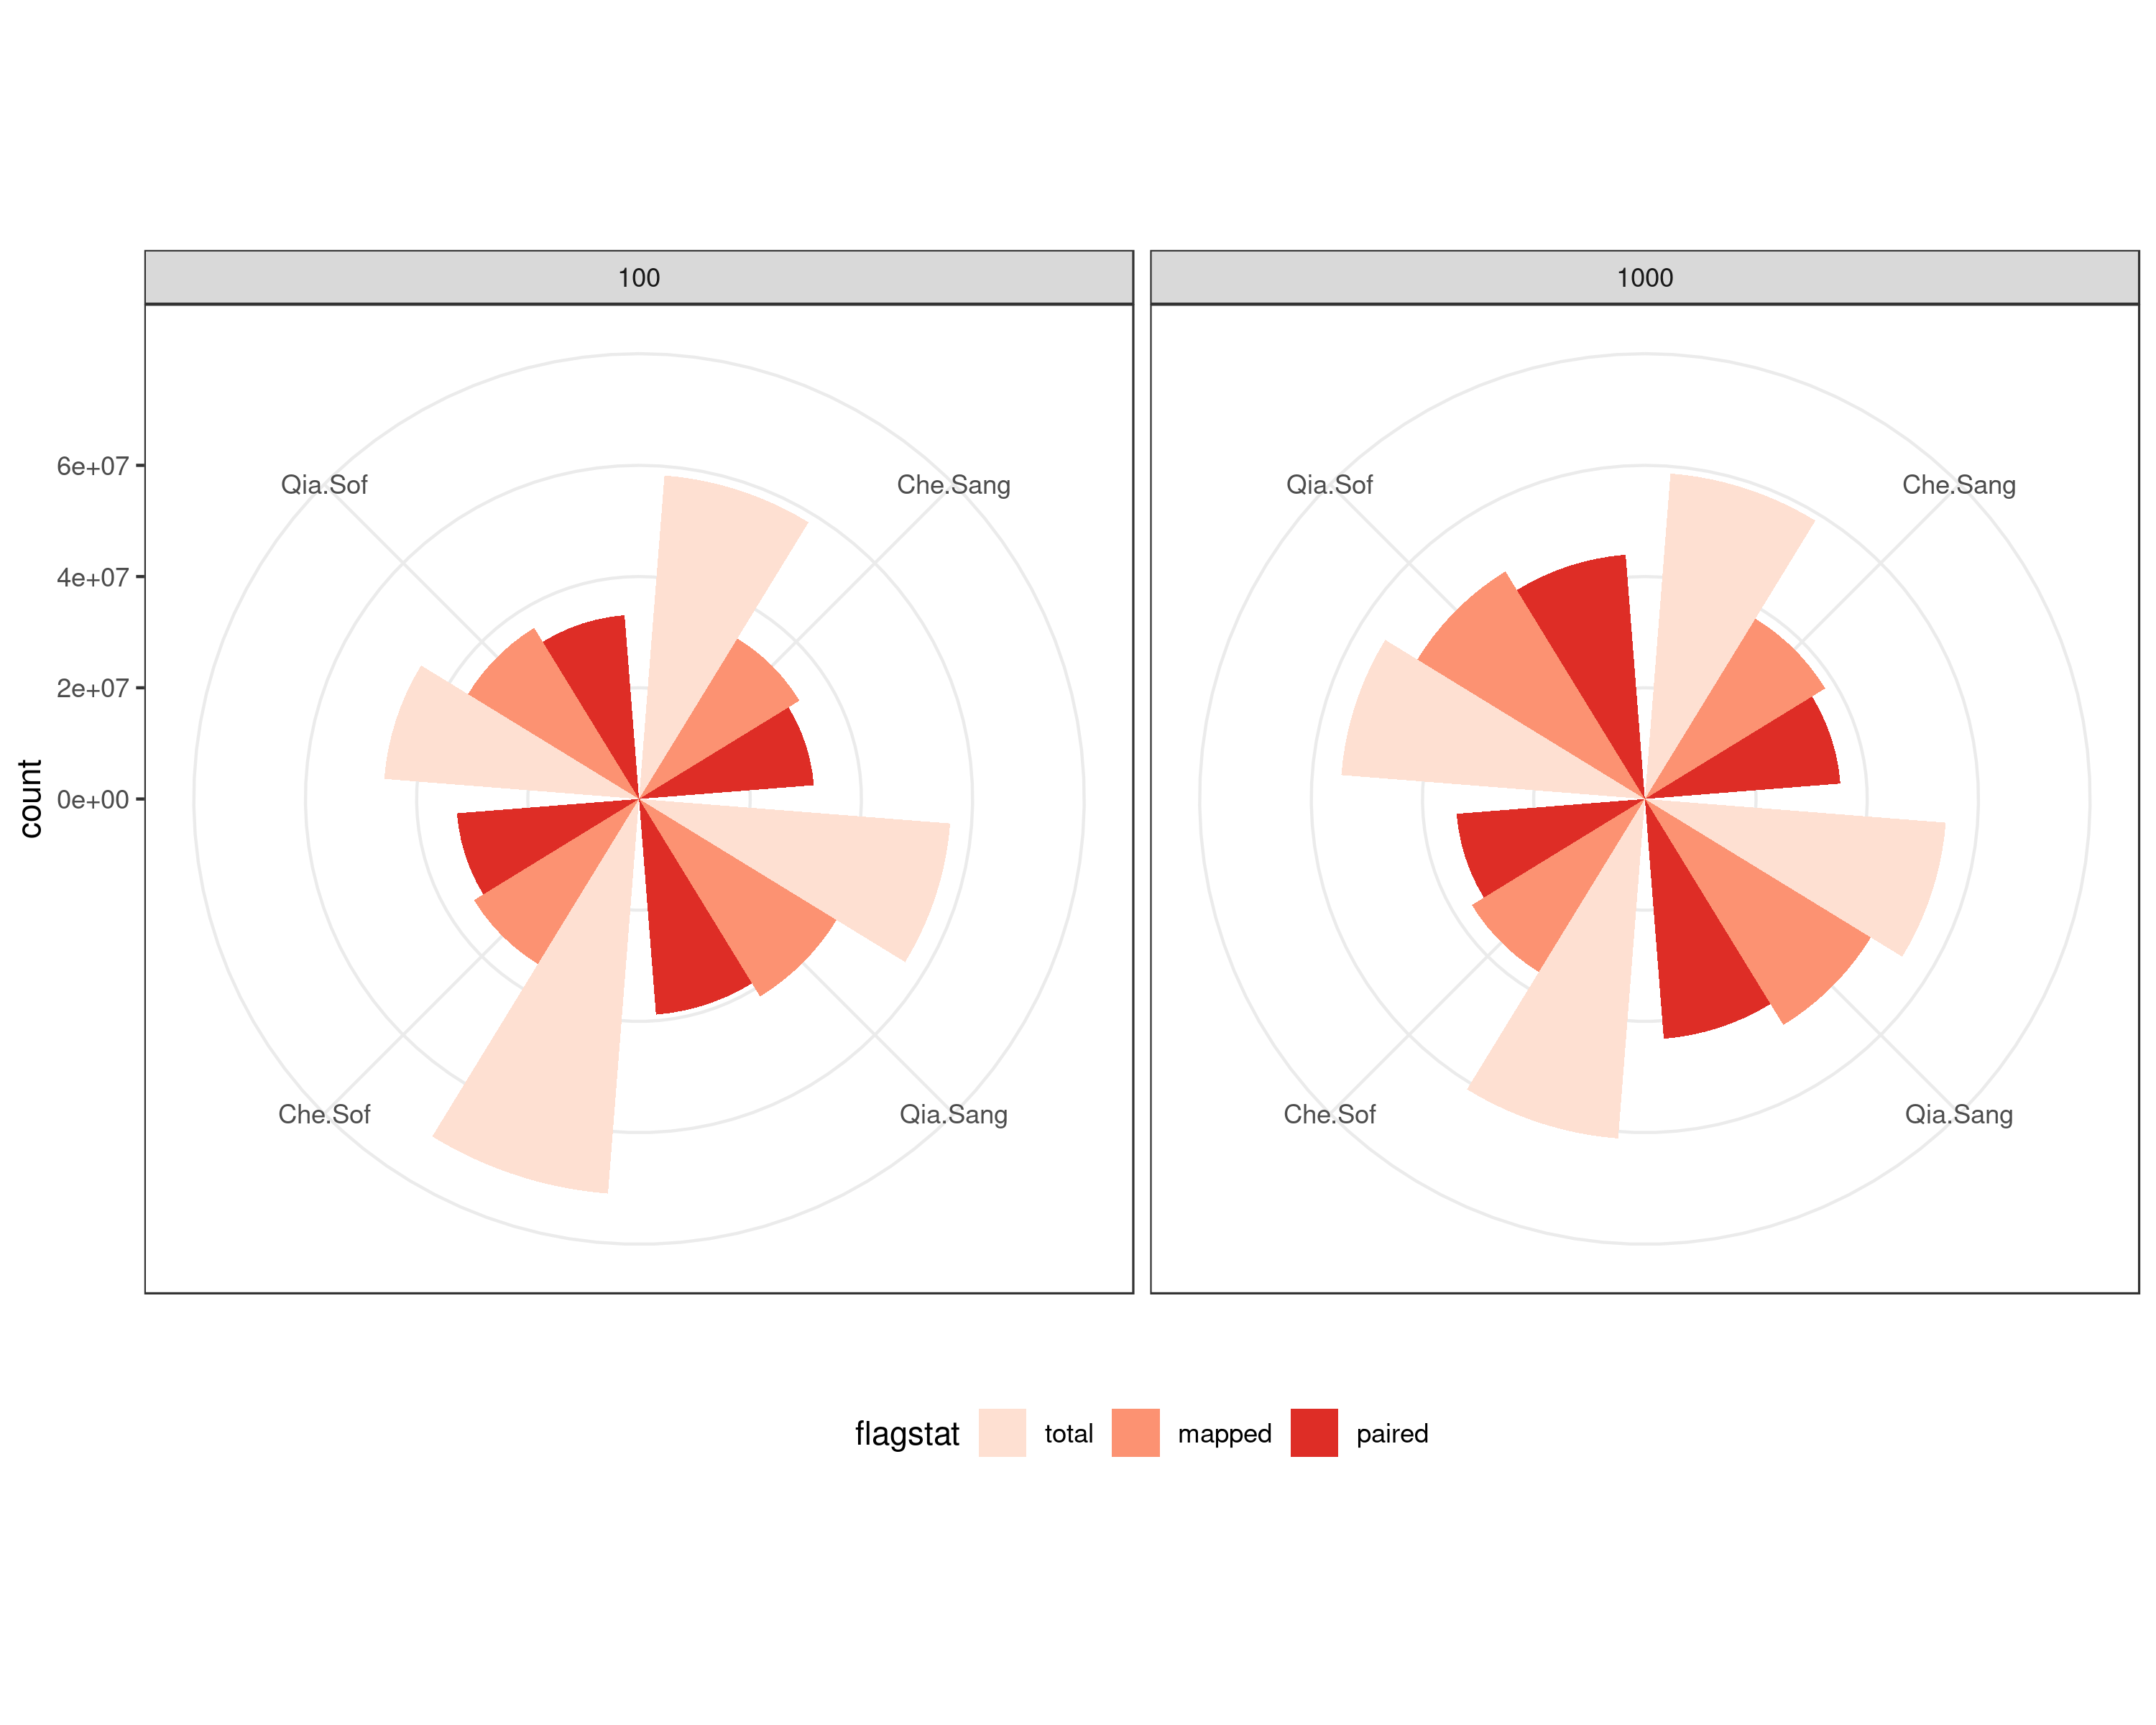 100
1000
6e+07
4e+07
2e+07
0e+00
count
Qia.Sof
Che.Sang
Che.Sof
Qia.Sang
Qia.Sof
Che.Sang
Che.Sof
Qia.Sang
flagstat total mapped paired